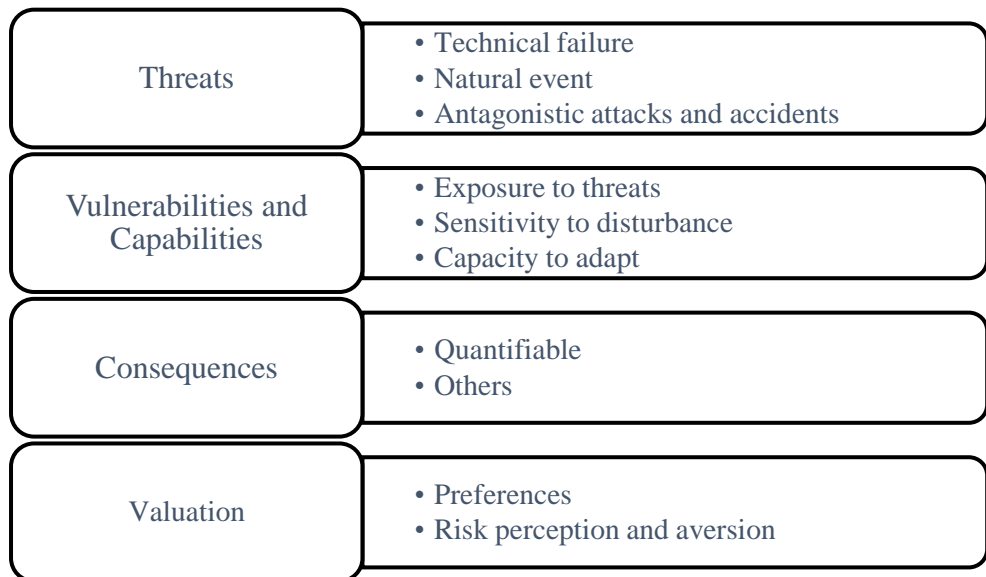 Threats
• Technical failure
• Natural event
• Antagonistic attacks and accidents
Vulnerabilities and
Capabilities
• Exposure to threats
• Sensitivity to disturbance
• Capacity to adapt
Consequences
• Quantifiable
• Others
Valuation
• Preferences
• Risk perception and aversion